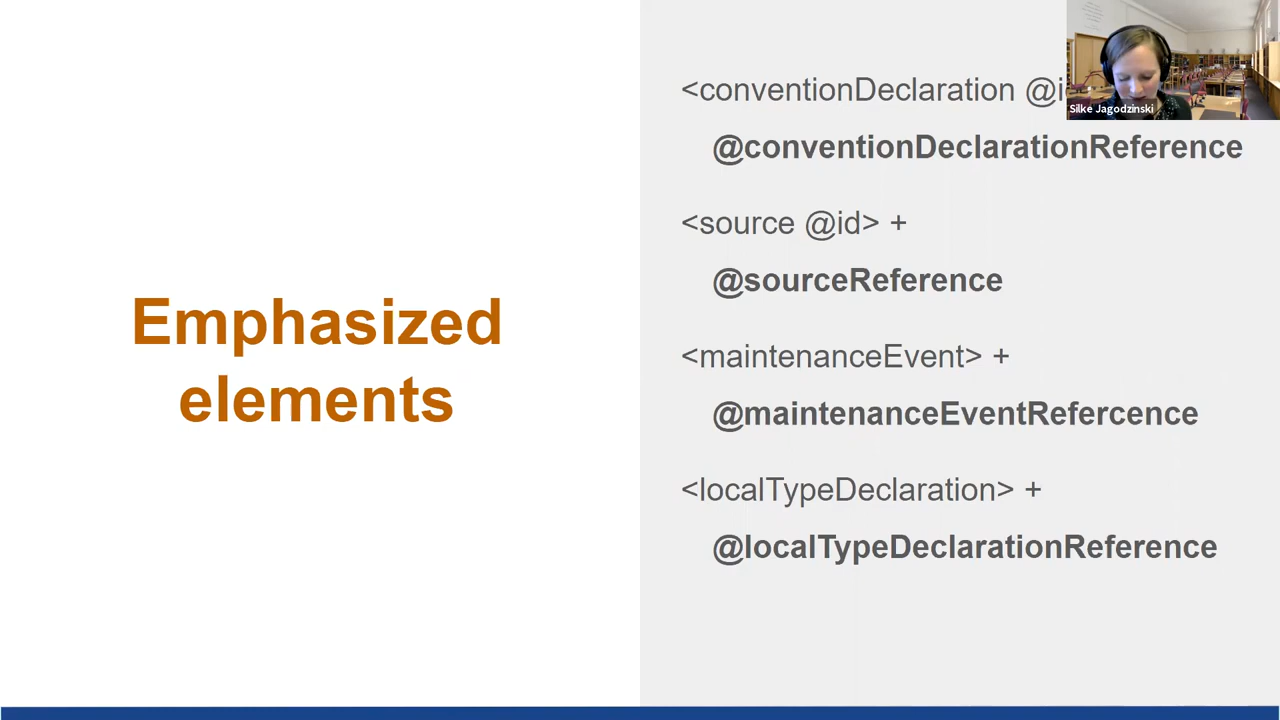 Emphasized
elements
<conventionDeclaration
@conventionDeclarationReference
<source @id> +
@sourceReference
<maintenanceEvent> +
@maintenanceEventRefercence
<localTypeDeclaration> +
@localTypeDeclarationReference
Silke Jagodzinski